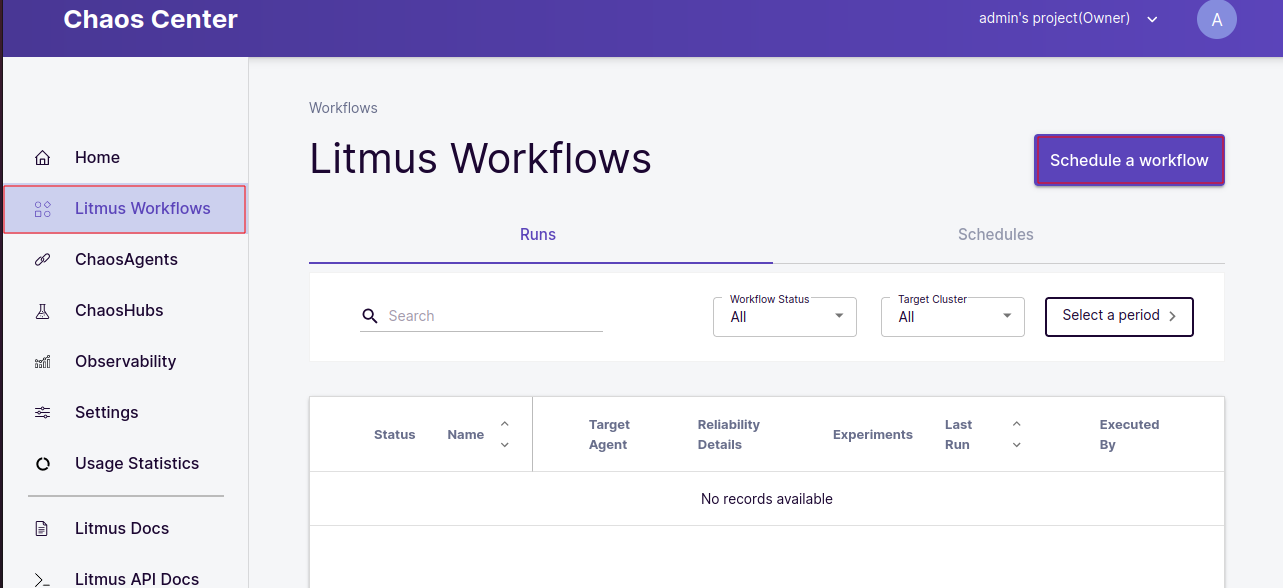 Chaos Center
admin's project(Owner)
A
Home
Litmus Workflows
ChaosAgents
ChaosHubs
Observability
Settings
Usage Statistics
Litmus Docs
Litmus API Docs
Workflows
Litmus Workflows
Schedule a workflow
Runs
Schedules
Search
Workflow Status
All
Target Cluster
All
Select a period
Status
Name
Target
Agent
Reliability
Details
Experiments
Last
Run
Executed
By
No records available